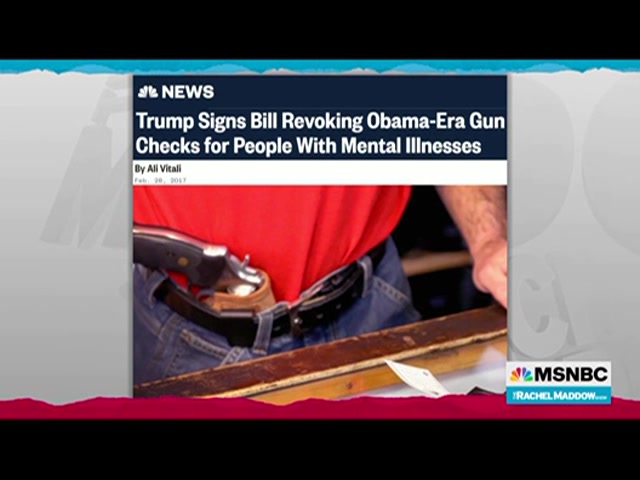 NEWS
Trump Signs Bill Revoking Obama-Era Gun
Checks for People With Mental Illnesses
By Ali Vitali
Feb. 28, 2017
MSNBC
THE RACHEL MADDOW.COM